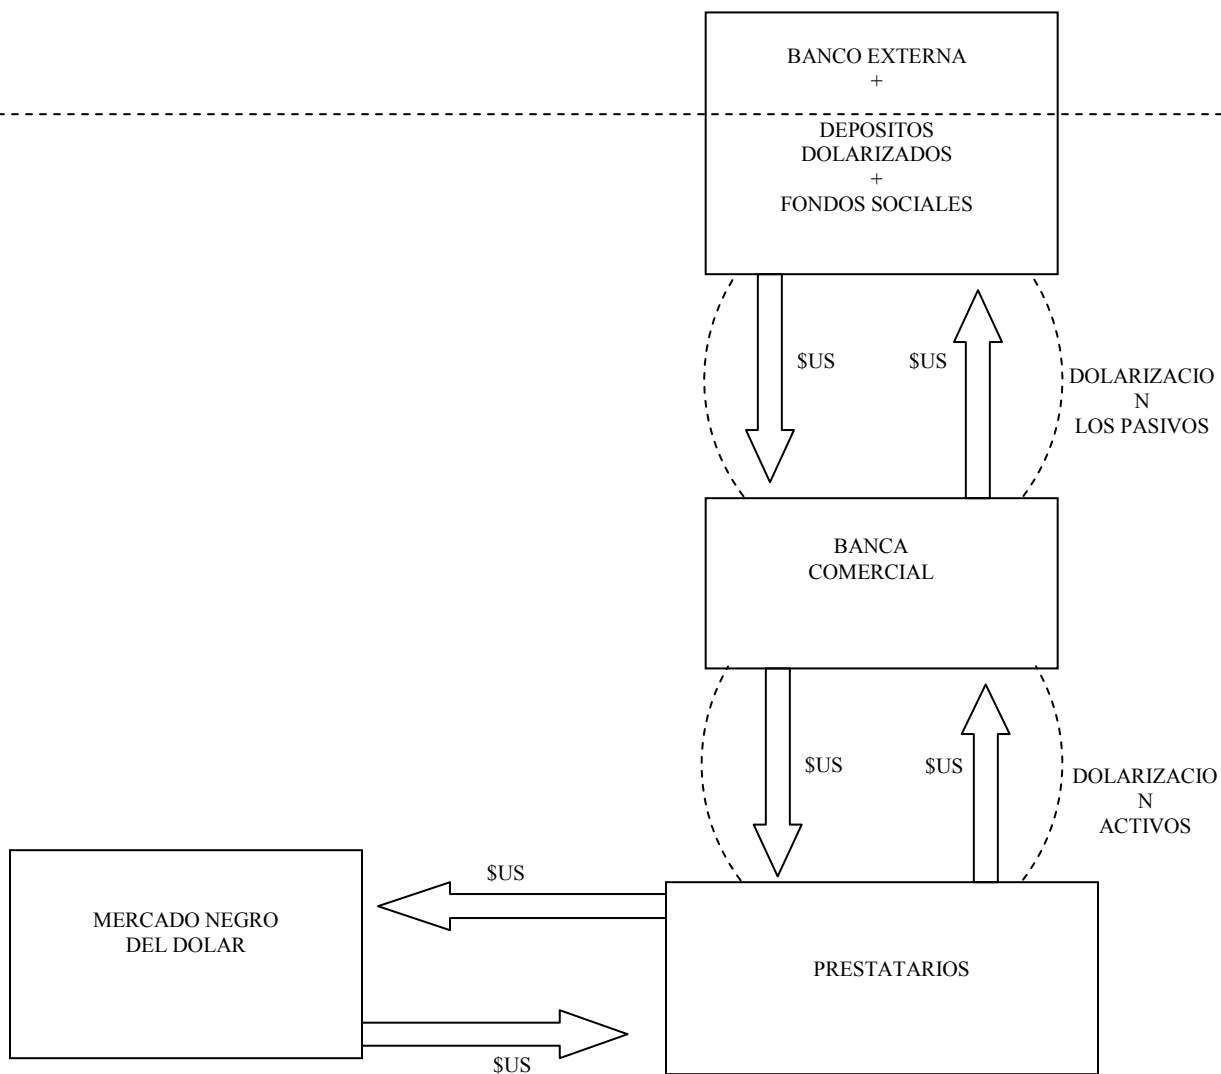 BANCO EXTERNA
+
DEPOSITOS
DOLARIZADOS
+
FONDOS SOCIALES
$US
$US
DOLARIZACIO
N
LOS PASIVOS
BANCA
COMERCIAL
$US
$US
DOLARIZACIO
N
ACTIVOS
$US
MERCADO NEGRO
DEL DOLAR
PRESTATARIOS
$US